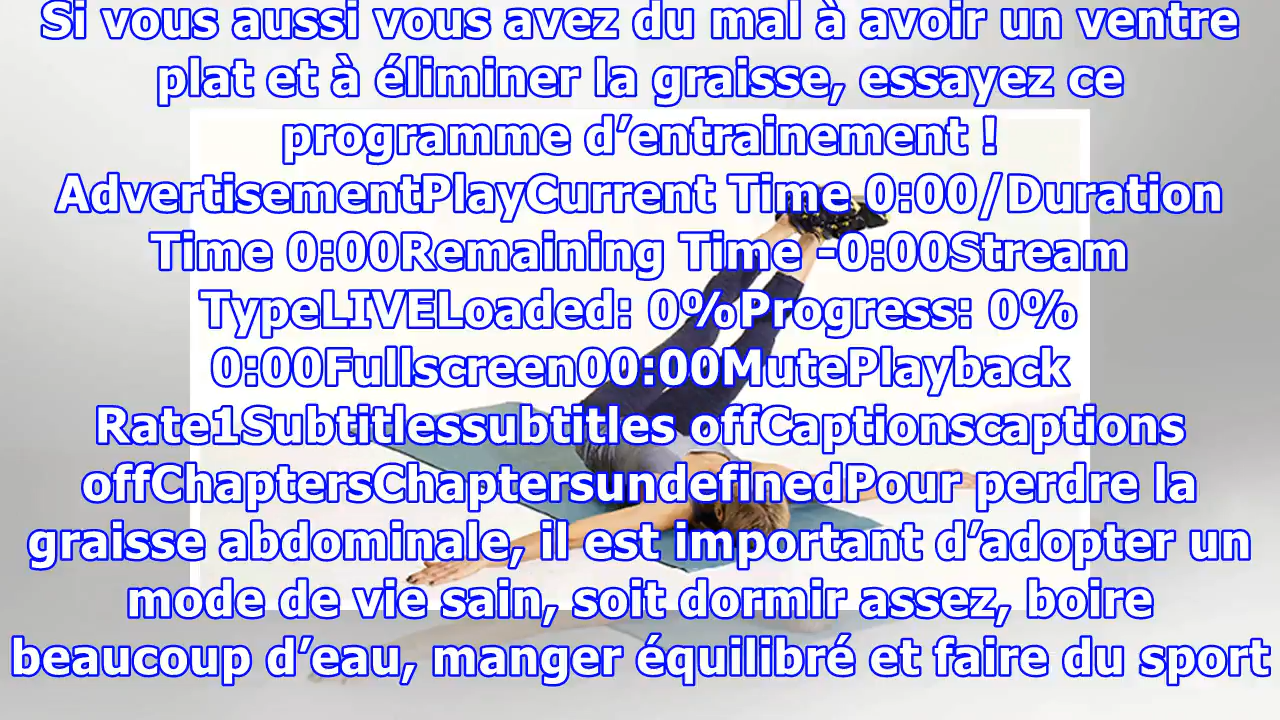 Si vous aussi vous avez du mal à avoir un ventre
plat et à éliminer la graisse, essayez ce
programme d’entrainement !
AdvertisementPlayCurrent Time 0:00/Duration
Time 0:00Remaining Time -0:00Stream
TypeLIVELoaded: 0%Progress: 0%
0:00Fullscreen00:00MutePlayback
Rate1Subtitlessubtitles offCaptionscaptions
offChaptersChaptersundefinedPour perdre la
graisse abdominale, il est important d’adopter un
mode de vie sain, soit dormir assez, boire
beaucoup d’eau, manger équilibré et faire du sport